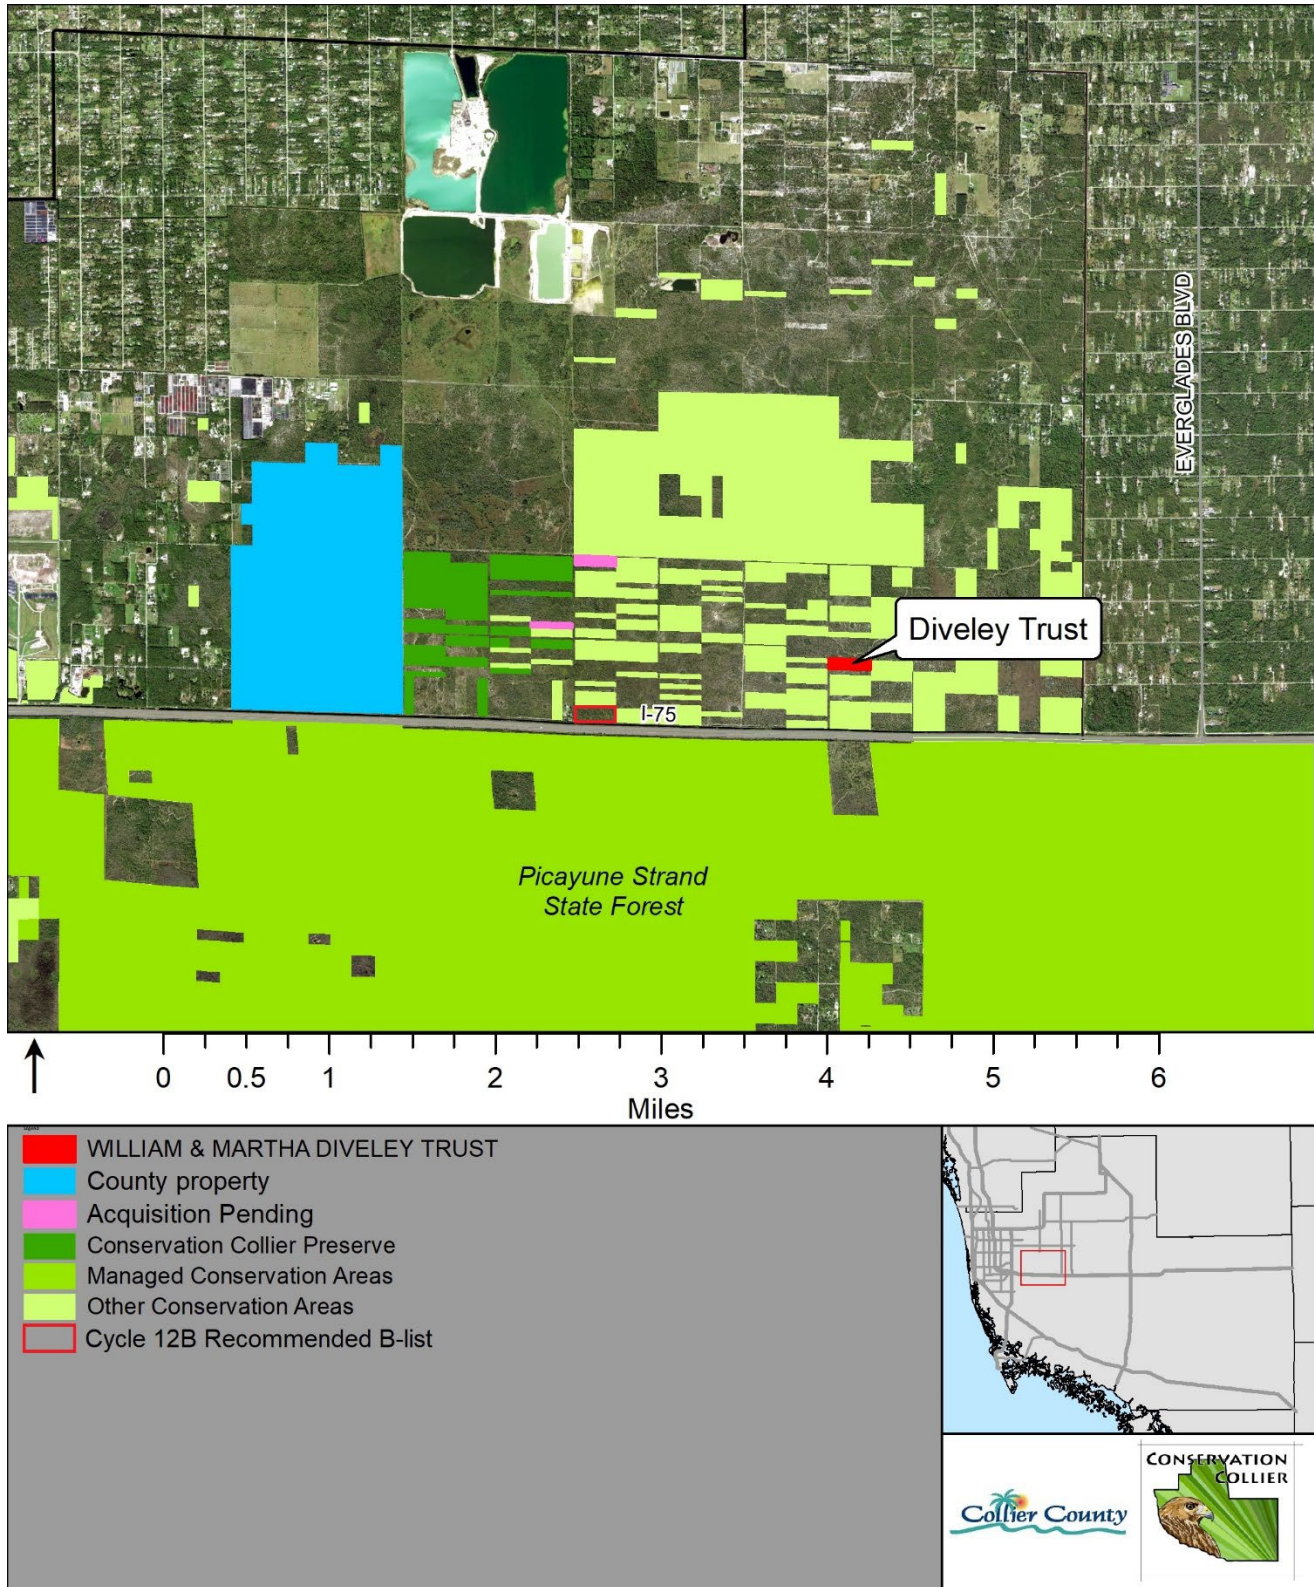 EVERGLADES BLVD
Diveley Trust
I-75
Picayune Strand
State Forest
0 0.5 1 2 3 4 5 6
Miles
WILLIAM & MARTHA DIVELEY TRUST
County property
Acquisition Pending
Conservation Collier Preserve
Managed Conservation Areas
Other Conservation Areas
Cycle 12B Recommended B-list
Collier County
CONSERVATION
COLLIER